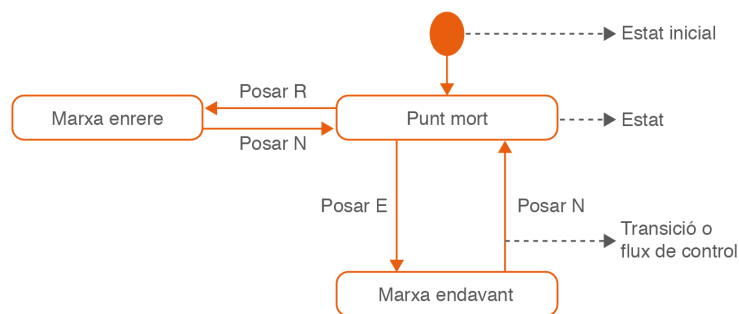 Estat inicial
Posar R
Marxa enrere
Punt mort
Estat
Posar N
Posar E
Posar N
Transició o
flux de control
Marxa endavant